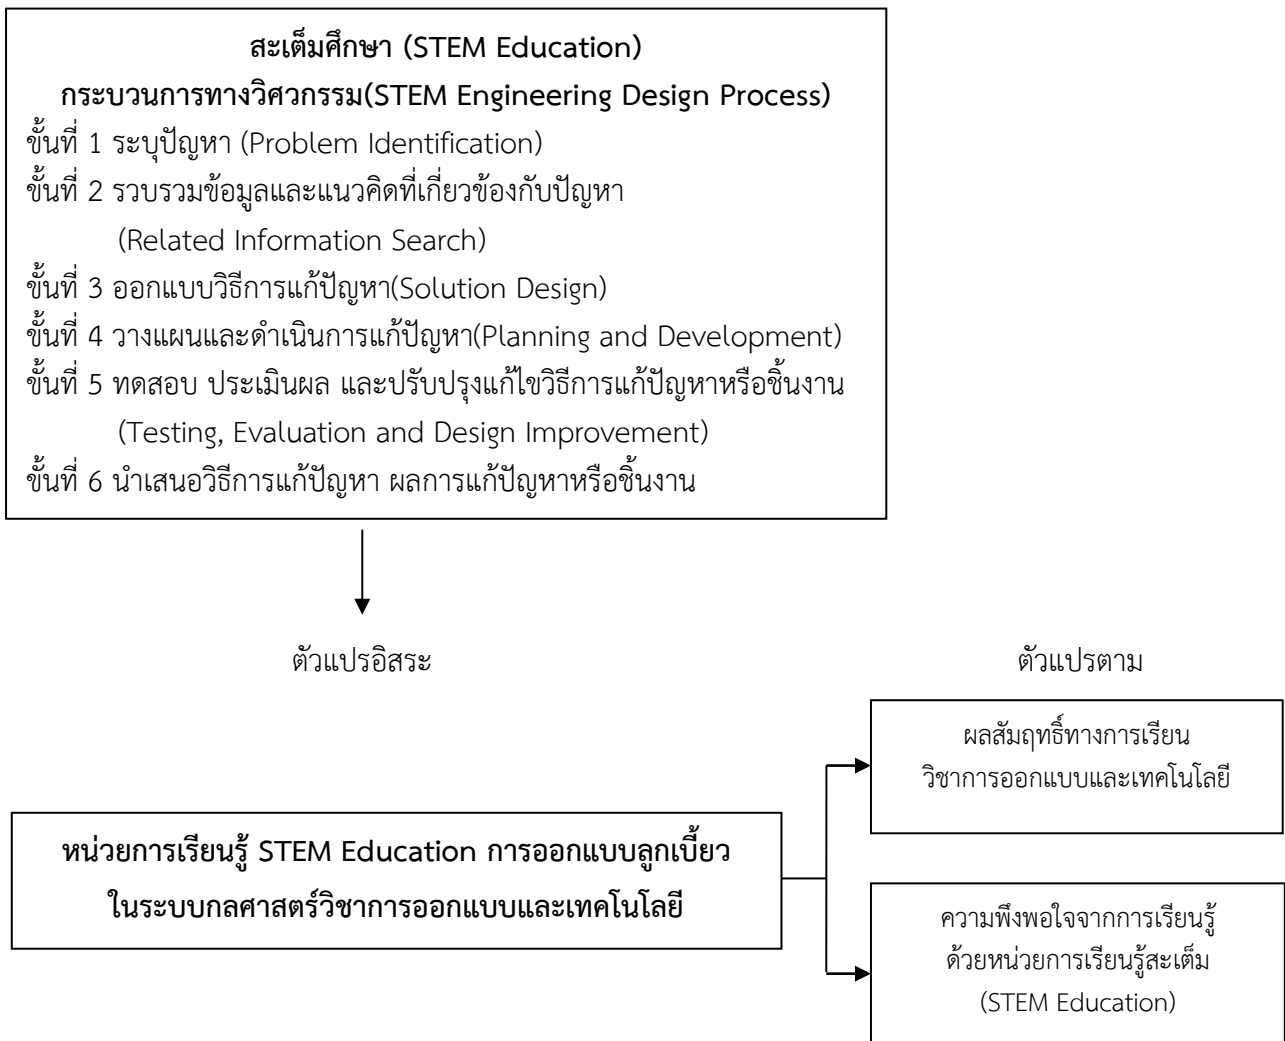 สะเต็มศึกษา (STEM Education)
กระบวนการทางวิศวกรรม(STEM Engineering Design Process)
ขั้นที่ 1 ระบุปัญหา (Problem Identification)
ขั้นที่ 2 รวบรวมข้อมูลและแนวคิดที่เกี่ยวข้องกับปัญหา
(Related Information Search)
ขั้นที่ 3 ออกแบบวิธีการแก้ปัญหา(Solution Design)
ขั้นที่ 4 วางแผนและดำเนินการแก้ปัญหา(Planning and Development)
ขั้นที่ 5 ทดสอบ ประเมินผล และปรับปรุงแก้ไขวิธีการแก้ปัญหาหรือชิ้นงาน
(Testing, Evaluation and Design Improvement)
ขั้นที่ 6 นำเสนอวิธีการแก้ปัญหา ผลการแก้ปัญหาหรือชิ้นงาน
ตัวแปรอิสระ
ตัวแปรตาม
หน่วยการเรียนรู้ STEM Education การออกแบบลูกเบี้ยว
ในระบบกลศาสตร์วิชาการออกแบบและเทคโนโลยี
ผลสัมฤทธิ์ทางการเรียน
วิชาการออกแบบและเทคโนโลยี
ความพึงพอใจจากการเรียนรู้
ด้วยหน่วยการเรียนรู้สะเต็ม
(STEM Education)